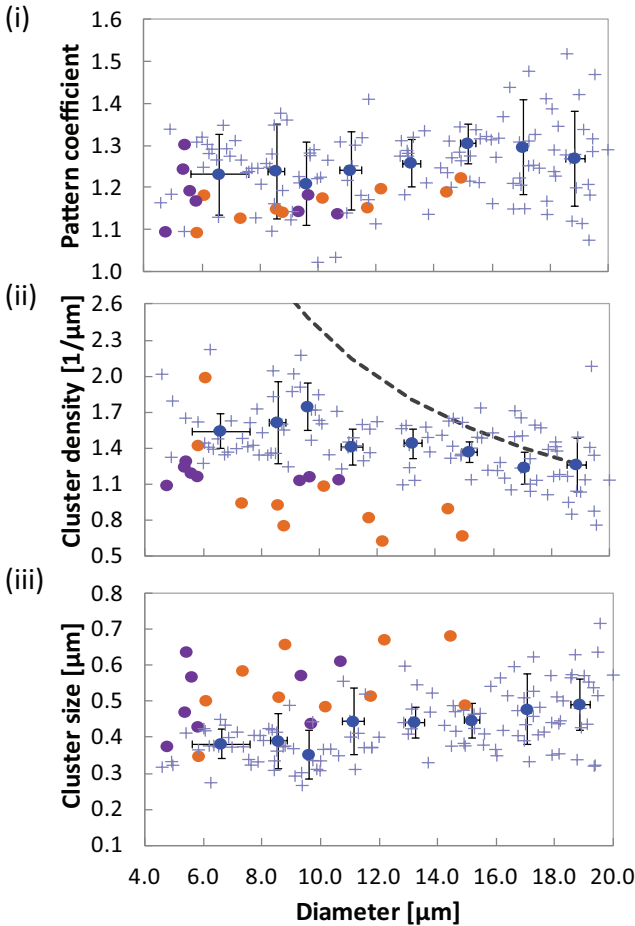 (i)
Pattern coefficient
1.6
1.5
1.4
1.3
1.2
1.1
1.0
(ii)
Cluster density [1/µm]
2.6
2.3
2.0
1.7
1.4
1.1
0.8
0.5
(iii)
Cluster size [µm]
0.8
0.7
0.6
0.5
0.4
0.3
0.2
0.1
4.0 6.0 8.0 10.0 12.0 14.0 16.0 18.0 20.0
Diameter [µm]